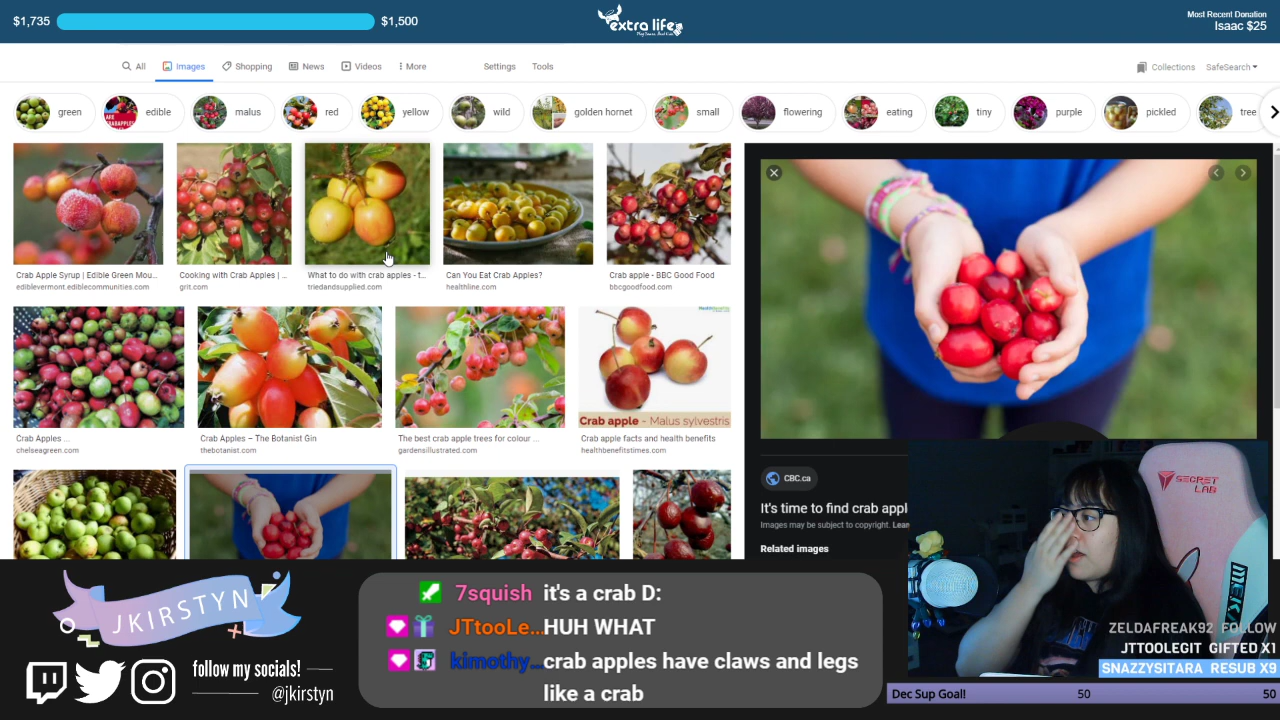 $1,735
$1,500
extra life
Play Games. Heal Kids.
Most Recent Donation
Isaac $25
All
Images
Shopping
News
Videos
More
Settings
Tools
Collections
SafeSearch
green
edible
malus
red
yellow
wild
golden hornet
small
flowering
eating
tiny
purple
pickled
tree
Crab Apple Syrup | Edible Green Mou...
ediblevermont.ediblecommunities.com
Cooking with Crab Apples | ...
grit.com
What to do with crab apples - t...
triedandsupplied.com
Can You Eat Crab Apples?
healthline.com
Crab apple - BBC Good Food
bbcgoodfood.com
Crab Apples ...
chelseagreen.com
Crab Apples – The Botanist Gin
thebotanist.com
The best crab apple trees for colour ...
gardensillustrated.com
Crab apple - Malus sylvestris
Crab apple facts and health benefits
healthbenefitstimes.com
CBC.ca
It's time to find crab appl
Images may be subject to copyright. Lear
Related images
SECRET
LAB
JKIRSTYN
follow my socials!
@jkirstyn
7squish it's a crab D:
JTtooLe... HUH WHAT
kimothy... crab apples have claws and legs
like a crab
ZELDAFREAK92 FOLLOW
JTTOOLEGIT GIFTED X1
SNAZZYSITARA RESUB X9
Dec Sup Goal!
50
50